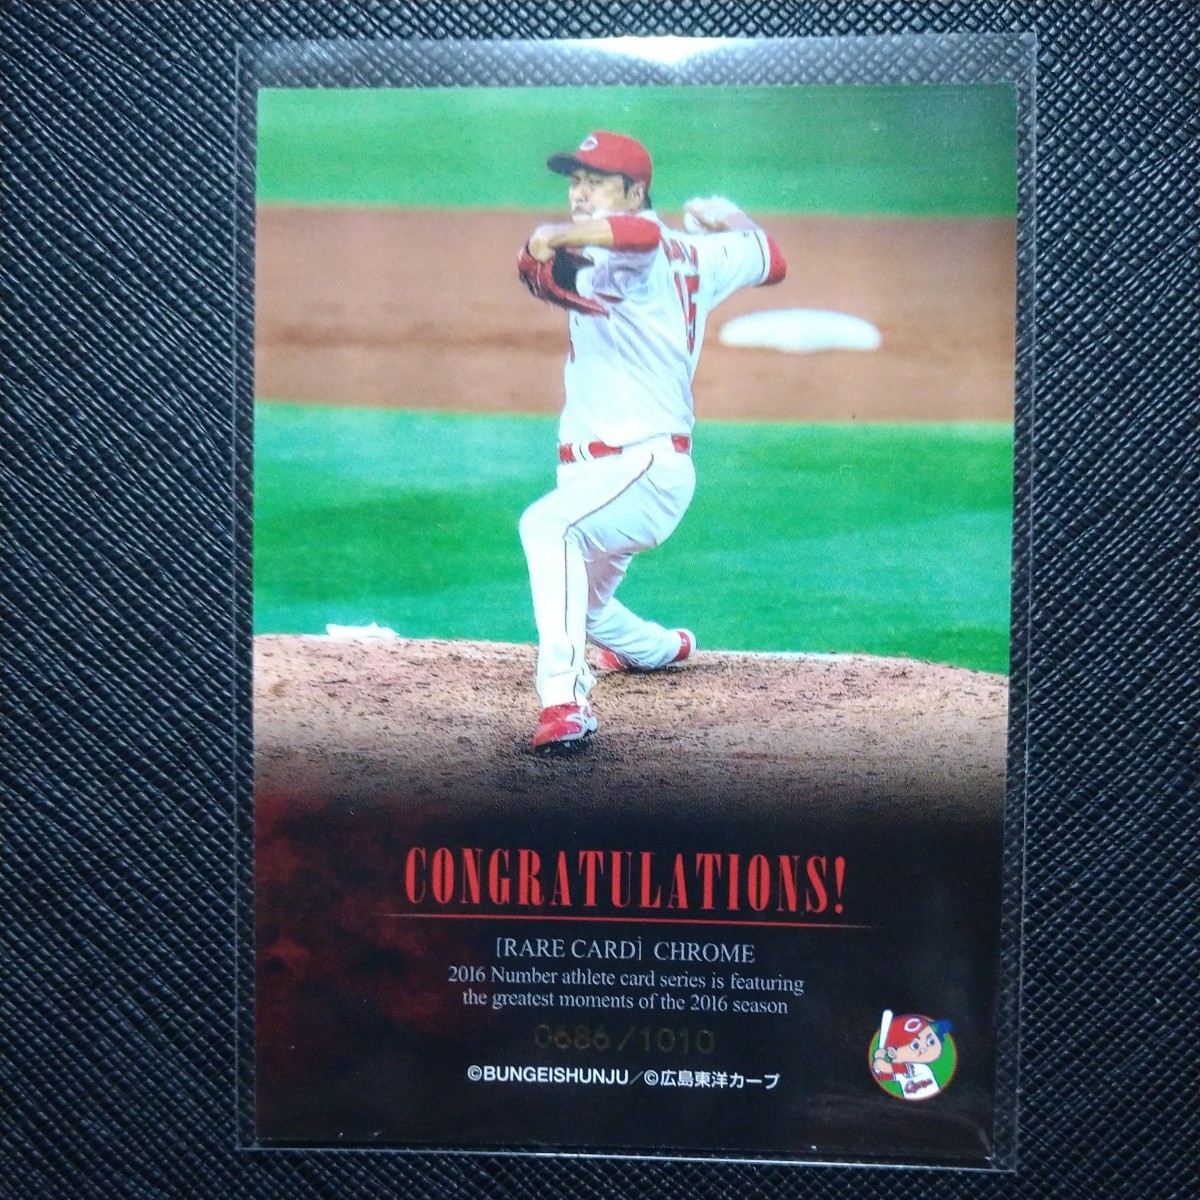 15
CONGRATULATIONS!
[RARE CARD] CHROME
2016 Number athlete card series is featuring
the greatest moments of the 2016 season
0686/1010
©BUNGEISHUNJU/©広島東洋カープ